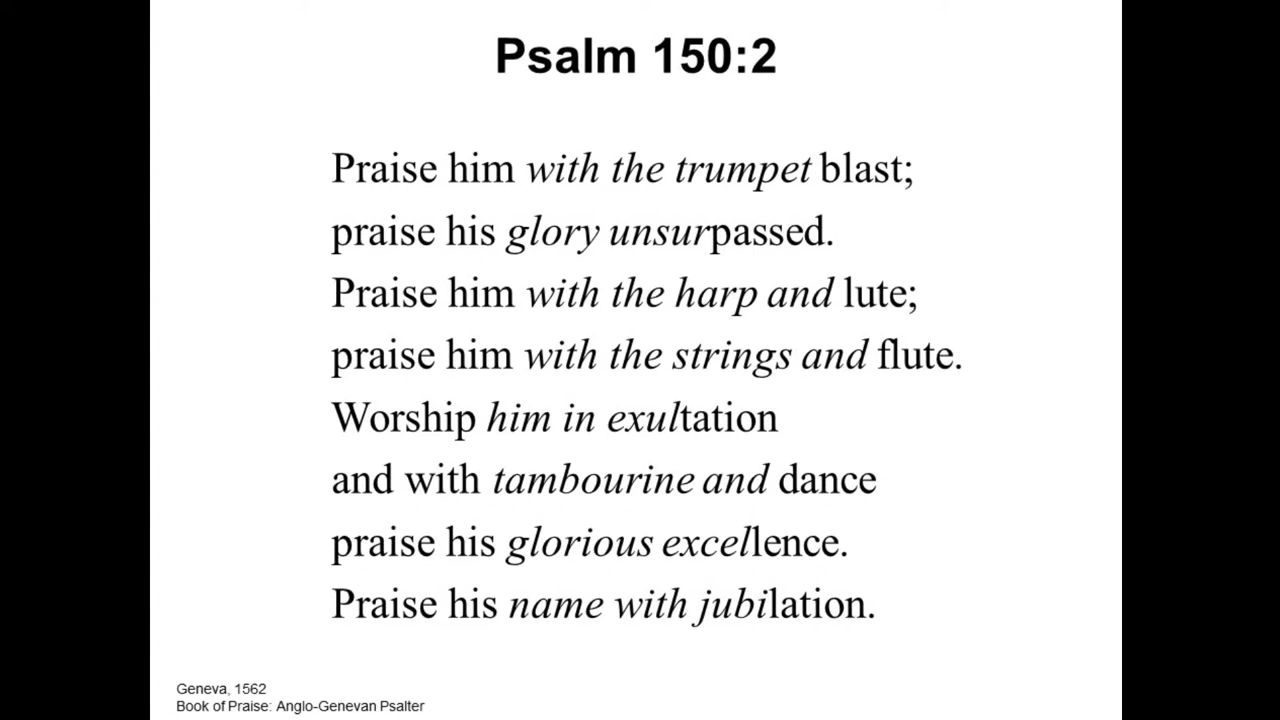 Psalm 150:2
Praise him with the trumpet blast;
praise his glory unsurpassed.
Praise him with the harp and lute;
praise him with the strings and flute.
Worship him in exultation
and with tambourine and dance
praise his glorious excellence.
Praise his name with jubilation.
Geneva, 1562
Book of Praise: Anglo-Genevan Psalter